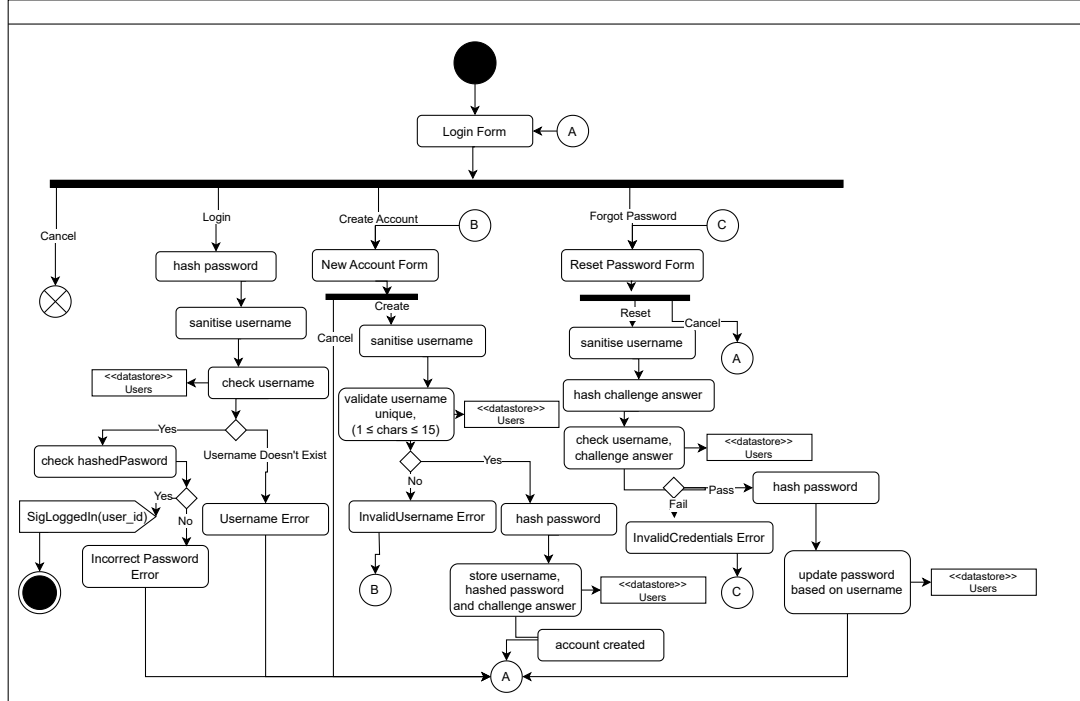 Login Form
A
Login
Create Account
B
Forgot Password
C
Cancel
hash password
New Account Form
Reset Password Form
Create
Reset
Cancel
sanitise username
Cancel
sanitise username
sanitise username
A
<<datastore>>
Users
check username
validate username
unique,
(1 ≤ chars ≤ 15)
<<datastore>>
Users
hash challenge answer
Yes
check username,
challenge answer
<<datastore>>
Users
check hashedPasword
Username Doesn't Exist
Yes
No
Pass
hash password
Yes
Fail
SigLoggedIn(user_id)
No
Username Error
InvalidUsername Error
hash password
InvalidCredentials Error
Incorrect Password
Error
store username,
hashed password
and challenge answer
<<datastore>>
Users
update password
based on username
<<datastore>>
Users
B
C
account created
A